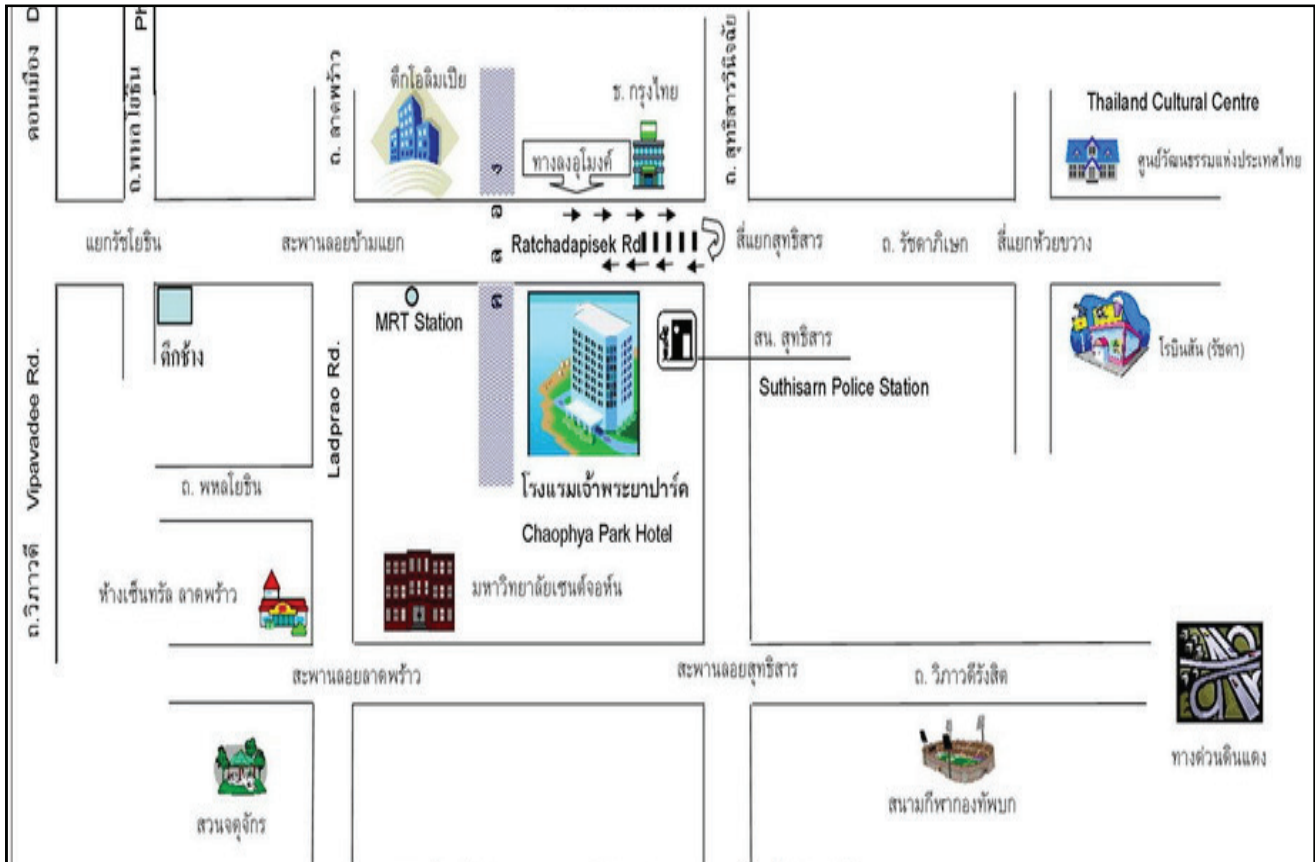 ดอนเมือง D
ถ.พหลโยธิน Ph
ถ. ลาดพร้าว
ตึกโอลิมเปีย
ช. กรุงไทย
ทางลงอุโมงค์
ถ. สุทธิสารวินิจฉัย
Thailand Cultural Centre
ศูนย์วัฒนธรรมแห่งประเทศไทย
แยกรัชโยธิน
สะพานลอยข้ามแยก
Ratchadapisek Rd
สี่แยกสุทธิสาร
ถ. รัชดาภิเษก
สี่แยกห้วยขวาง
คลอง
ตึกช้าง
MRT Station
สน. สุทธิสาร
Suthisarn Police Station
โรบินสัน (รัชดา)
ถ.วิภาวดี Vipavadee Rd.
Ladprao Rd.
ถ. พหลโยธิน
โรงแรมเจ้าพระยาปาร์ค
Chaophya Park Hotel
ห้างเซ็นทรัล ลาดพร้าว
มหาวิทยาลัยเซนต์จอห์น
สะพานลอยลาดพร้าว
สะพานลอยสุทธิสาร
ถ. วิภาวดีรังสิต
ทางด่วนดินแดง
สวนจตุจักร
สนามกีฬากองทัพบก